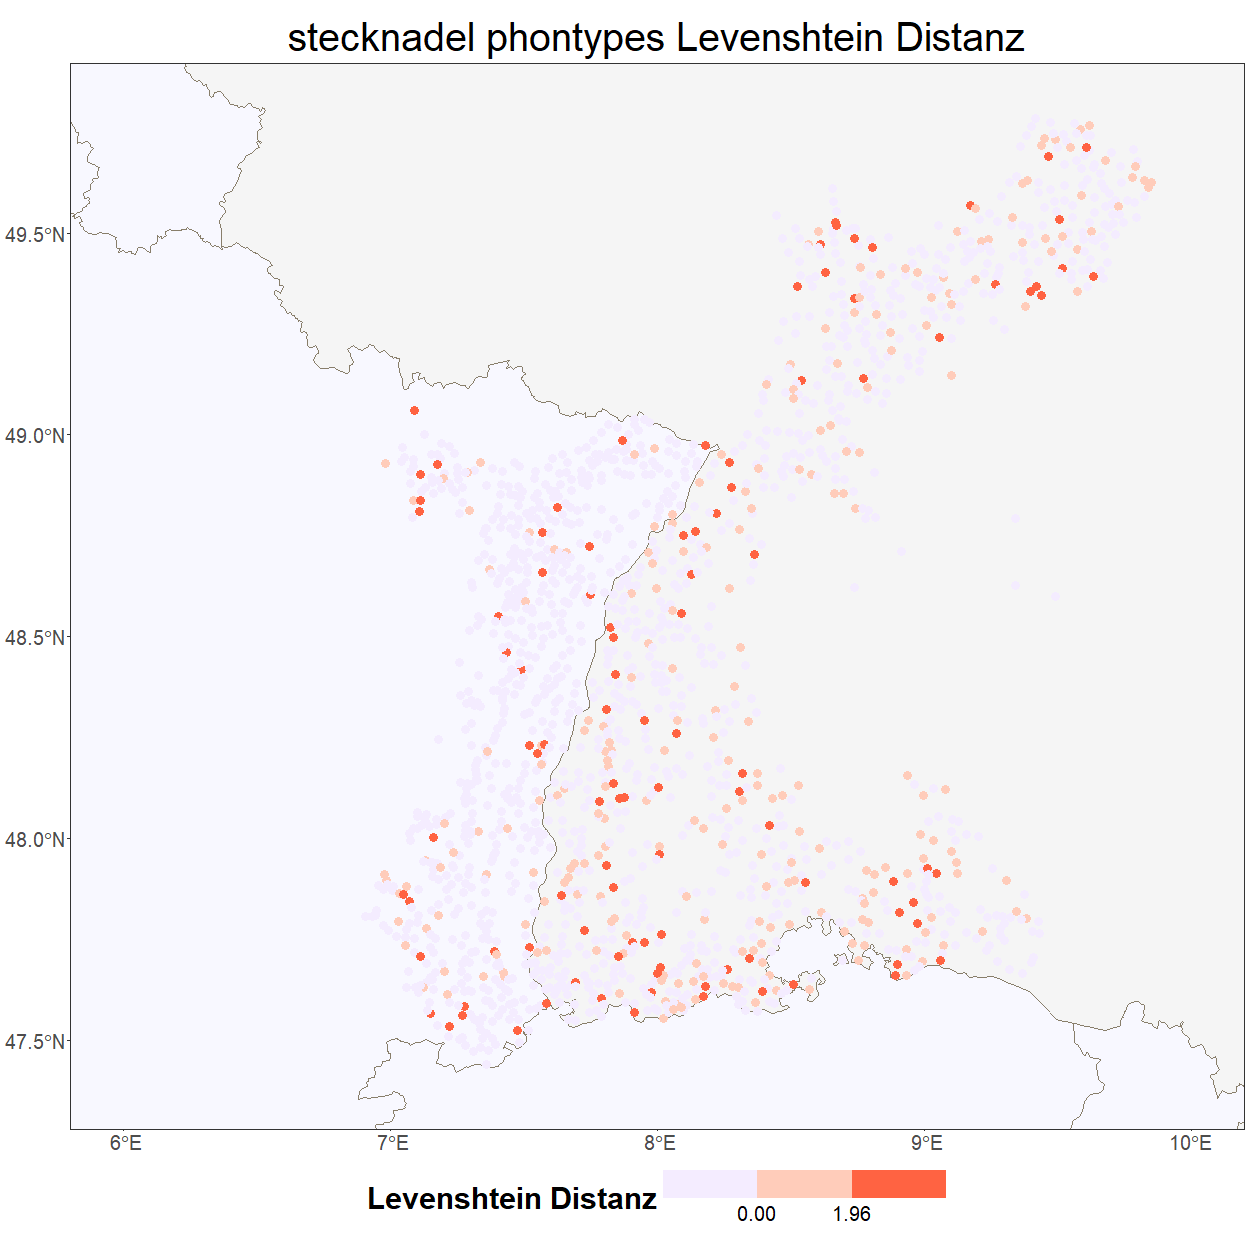 stecknadel phontypes Levenshtein Distanz
49.5°N
49.0°N
48.5°N
48.0°N
47.5°N
6°E 7°E 8°E 9°E 10°E
Levenshtein Distanz
0.00 1.96